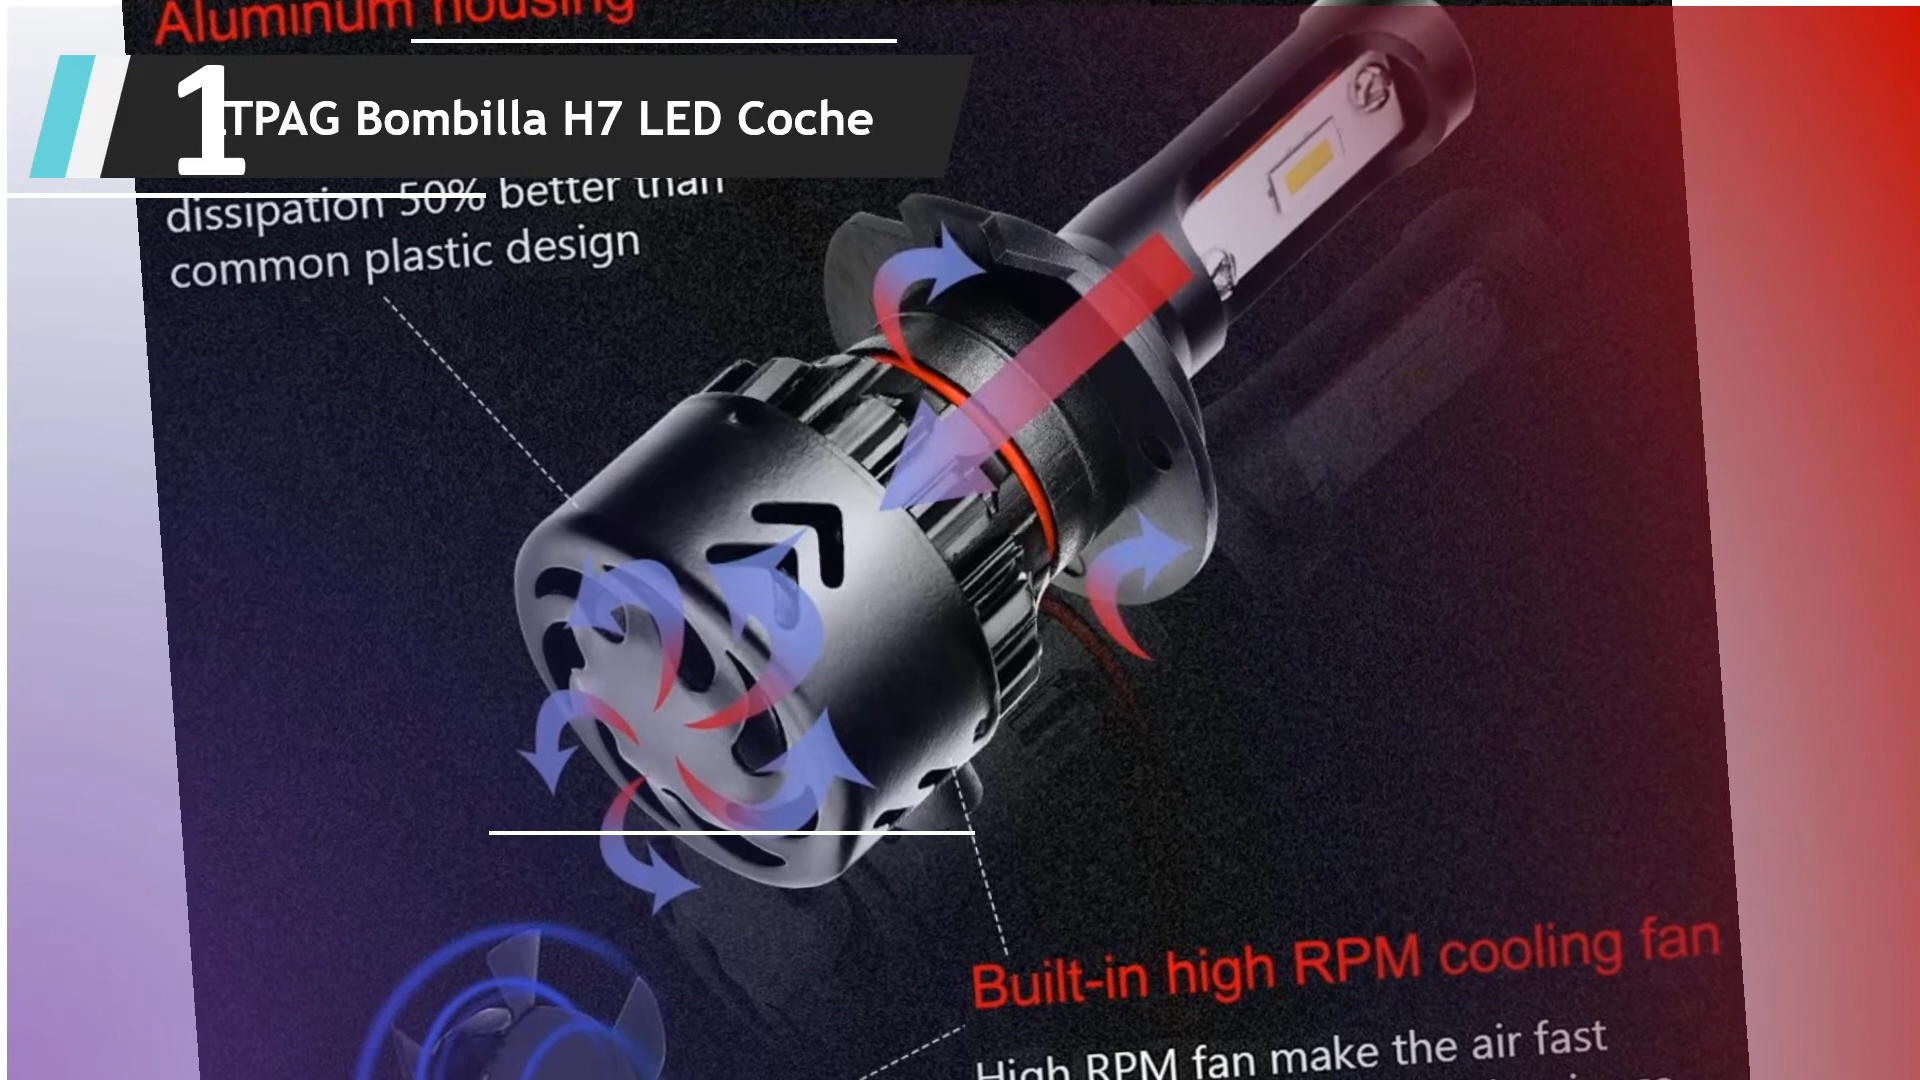 Aluminum housing
1
LTPAG Bombilla H7 LED Coche
dissipation 50% better than
common plastic design
Built-in high RPM cooling fan
High RPM fan make the air fast